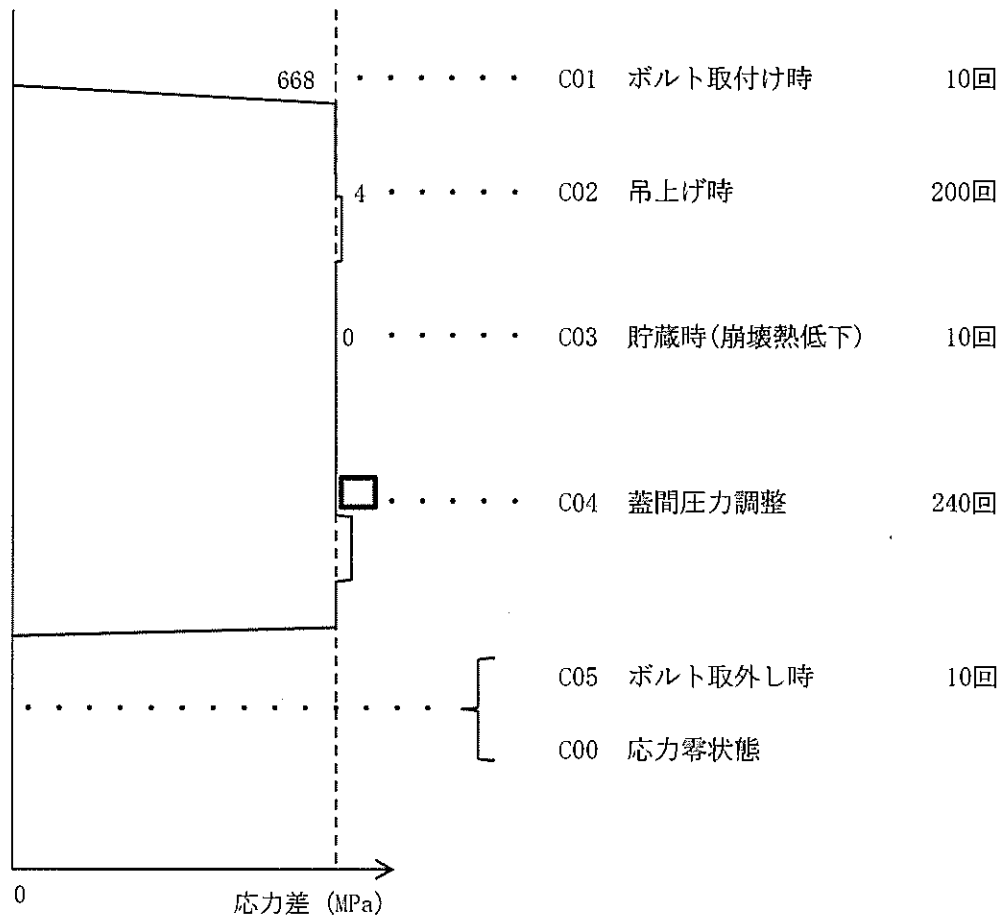 668 ・・・・・・ C01 ボルト取付け時 10回
4 ・・・・・ C02 吊上げ時 200回
0 ・・・・ C03 貯蔵時(崩壊熱低下) 10回
・・・・・ C04 蓋間圧力調整 240回
C05 ボルト取外し時 10回
・・・・・・・・・・・・・・
C00 応力零状態
0
応力差 (MPa)